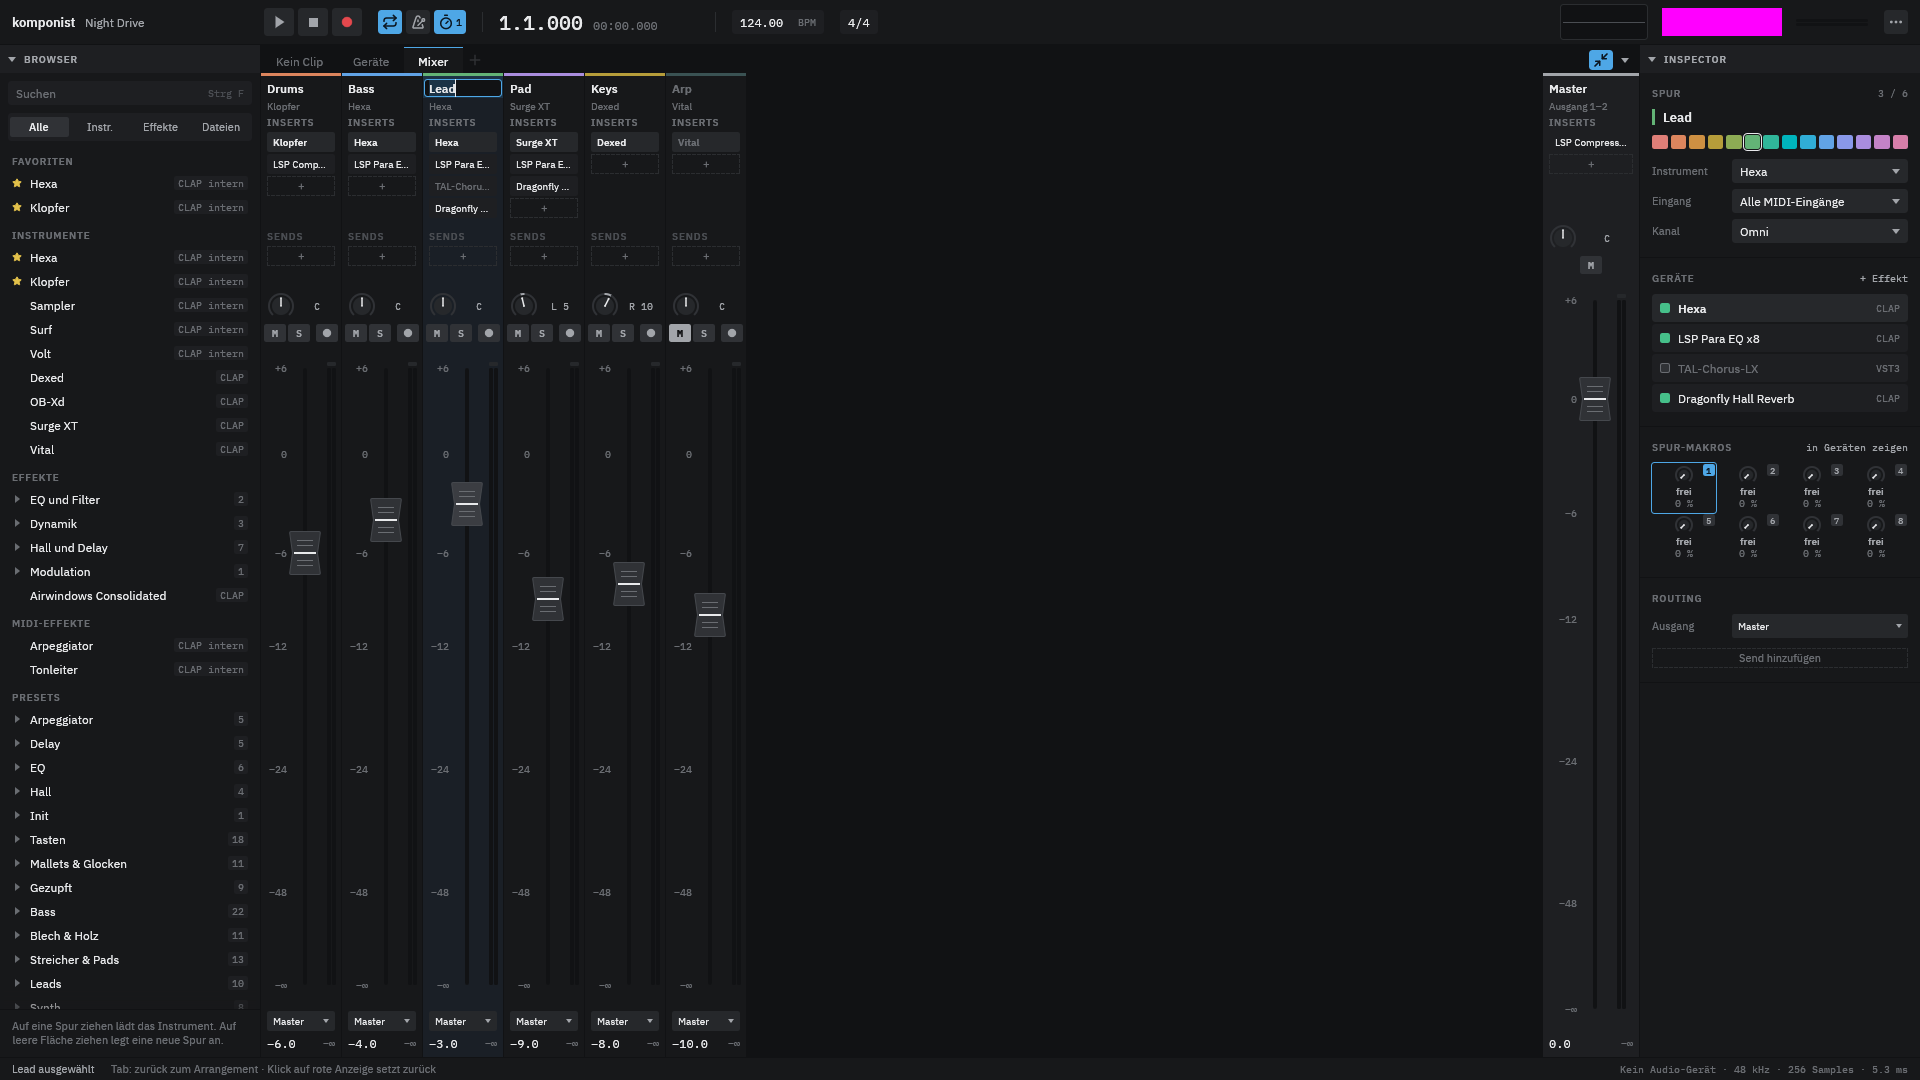 komponist Night Drive
1
1.1.000 00:00.000
124.00 BPM
4/4
BROWSER
Suchen Strg F
Alle Instr. Effekte Dateien
FAVORITEN
Hexa CLAP intern
Klopfer CLAP intern
INSTRUMENTE
Hexa CLAP intern
Klopfer CLAP intern
Sampler CLAP intern
Surf CLAP intern
Volt CLAP intern
Dexed CLAP
OB-Xd CLAP
Surge XT CLAP
Vital CLAP
EFFEKTE
EQ und Filter 2
Dynamik 3
Hall und Delay 7
Modulation 1
Airwindows Consolidated CLAP
MIDI-EFFEKTE
Arpeggiator CLAP intern
Tonleiter CLAP intern
PRESETS
Arpeggiator 5
Delay 5
EQ 6
Hall 4
Init 1
Tasten 18
Mallets & Glocken 11
Gezupft 9
Bass 22
Blech & Holz 11
Streicher & Pads 13
Leads 10
Synth 8
Auf eine Spur ziehen lädt das Instrument. Auf
leere Fläche ziehen legt eine neue Spur an.
Kein Clip Geräte Mixer +
Drums Bass Lead Pad Keys Arp
Klopfer Hexa Hexa Surge XT Dexed Vital
INSERTS INSERTS INSERTS INSERTS INSERTS INSERTS
Klopfer Hexa Hexa Surge XT Dexed Vital
LSP Comp... LSP Para E... LSP Para E... LSP Para E... + +
+ + TAL-Choru... Dragonfly ...
Dragonfly ... +
SENDS SENDS SENDS SENDS SENDS SENDS
+ + + + + +
C C C L 5 R 10 C
M S M S M S M S M S M S
+6 +6 +6 +6 +6 +6
0 0 0 0 0 0
−6 −6 −6 −6 −6 −6
−12 −12 −12 −12 −12 −12
−24 −24 −24 −24 −24 −24
−48 −48 −48 −48 −48 −48
−∞ −∞ −∞ −∞ −∞ −∞
Master Master Master Master Master Master
−6.0 −∞ −4.0 −∞ −3.0 −∞ −9.0 −∞ −8.0 −∞ −10.0 −∞
Master
Ausgang 1–2
INSERTS
LSP Compress...
+
C
M
+6
0
−6
−12
−24
−48
−∞
0.0 −∞
INSPECTOR
SPUR 3 / 6
Lead
Instrument Hexa
Eingang Alle MIDI-Eingänge
Kanal Omni
GERÄTE + Effekt
Hexa CLAP
LSP Para EQ x8 CLAP
TAL-Chorus-LX VST3
Dragonfly Hall Reverb CLAP
SPUR-MAKROS in Geräten zeigen
1 2 3 4
frei frei frei frei
0 % 0 % 0 % 0 %
5 6 7 8
frei frei frei frei
0 % 0 % 0 % 0 %
ROUTING
Ausgang Master
Send hinzufügen
Lead ausgewählt Tab: zurück zum Arrangement · Klick auf rote Anzeige setzt zurück
Kein Audio-Gerät · 48 kHz · 256 Samples · 5.3 ms